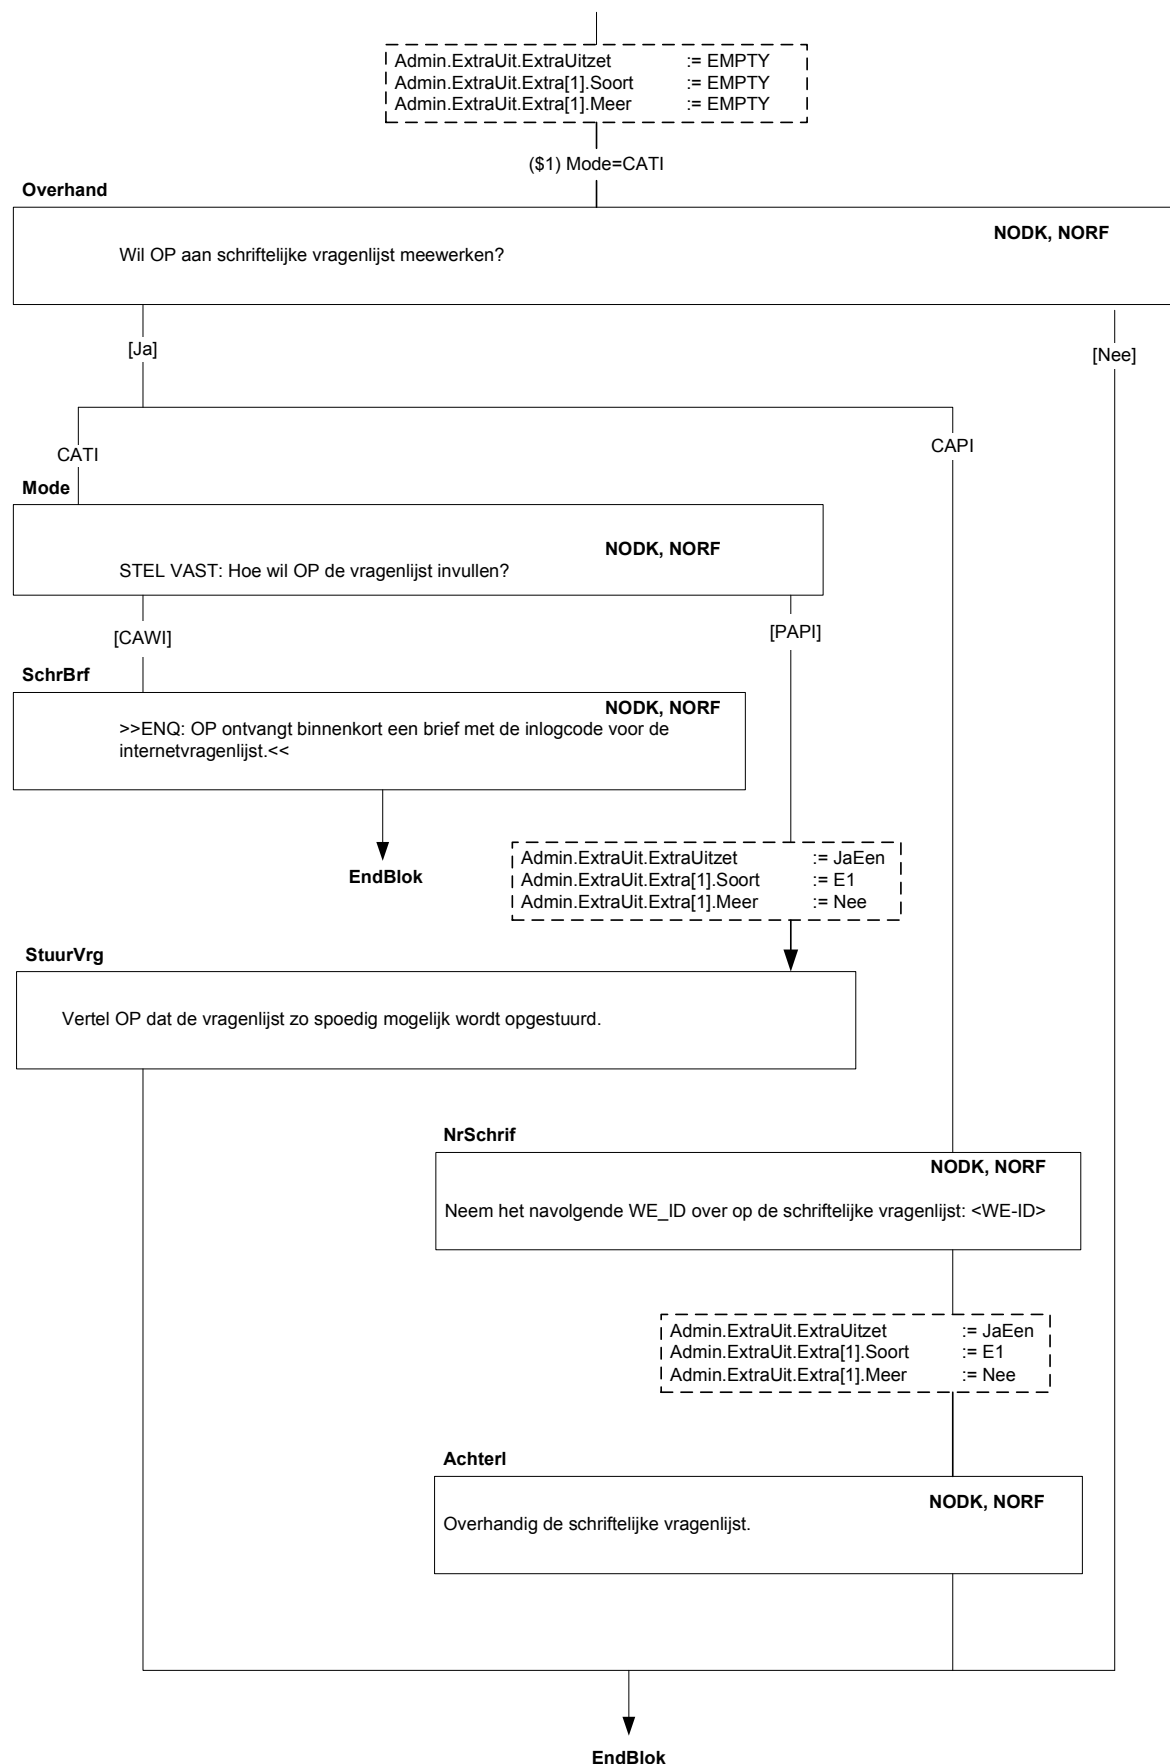 Admin.ExtraUit.ExtraUitzet := EMPTY
Admin.ExtraUit.Extra[1].Soort := EMPTY
Admin.ExtraUit.Extra[1].Meer := EMPTY
($1) Mode=CATI
Overhand
NODK, NORF
Wil OP aan schriftelijke vragenlijst meewerken?
[Ja]
[Nee]
CATI
CAPI
Mode
NODK, NORF
STEL VAST: Hoe wil OP de vragenlijst invullen?
[CAWI]
[PAPI]
SchrBrf
NODK, NORF
>>ENQ: OP ontvangt binnenkort een brief met de inlogcode voor de
internetvragenlijst.<<
EndBlok
Admin.ExtraUit.ExtraUitzet := JaEen
Admin.ExtraUit.Extra[1].Soort := E1
Admin.ExtraUit.Extra[1].Meer := Nee
StuurVrg
Vertel OP dat de vragenlijst zo spoedig mogelijk wordt opgestuurd.
NrSchrif
NODK, NORF
Neem het navolgende WE_ID over op de schriftelijke vragenlijst: <WE-ID>
Admin.ExtraUit.ExtraUitzet := JaEen
Admin.ExtraUit.Extra[1].Soort := E1
Admin.ExtraUit.Extra[1].Meer := Nee
Achterl
NODK, NORF
Overhandig de schriftelijke vragenlijst.
EndBlok